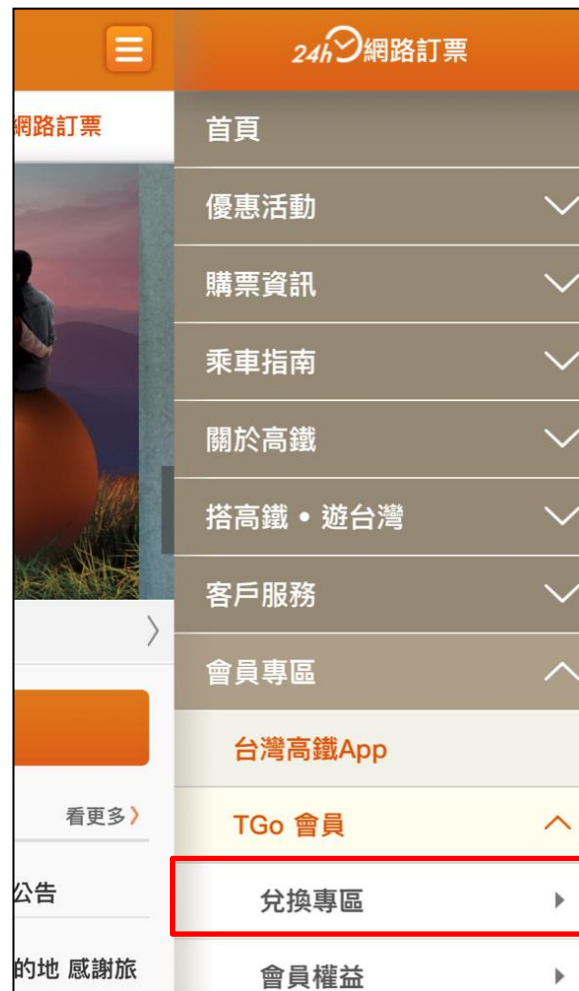 24h網路訂票
網路訂票
首頁
優惠活動
購票資訊
乘車指南
關於高鐵
搭高鐵 • 遊台灣
客戶服務
會員專區
台灣高鐵App
看更多
TGo 會員
公告
兌換專區
的地 感謝旅
會員權益